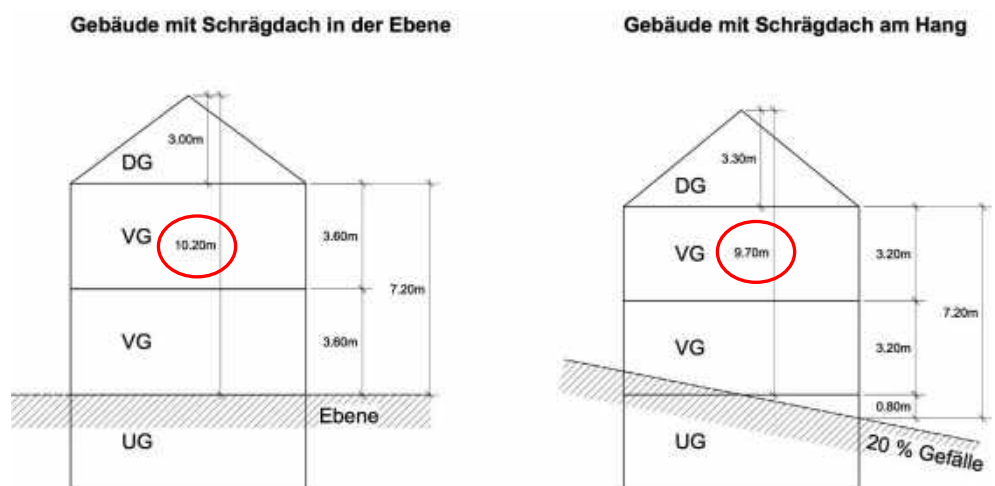 Gebäude mit Schrägdach in der Ebene
3.00m
DG
VG
10.20m
3.60m
7.20m
VG
3.60m
Ebene
UG
Gebäude mit Schrägdach am Hang
3.30m
DG
VG
9.70m
3.20m
7.20m
VG
3.20m
0.80m
UG
20 % Gefälle